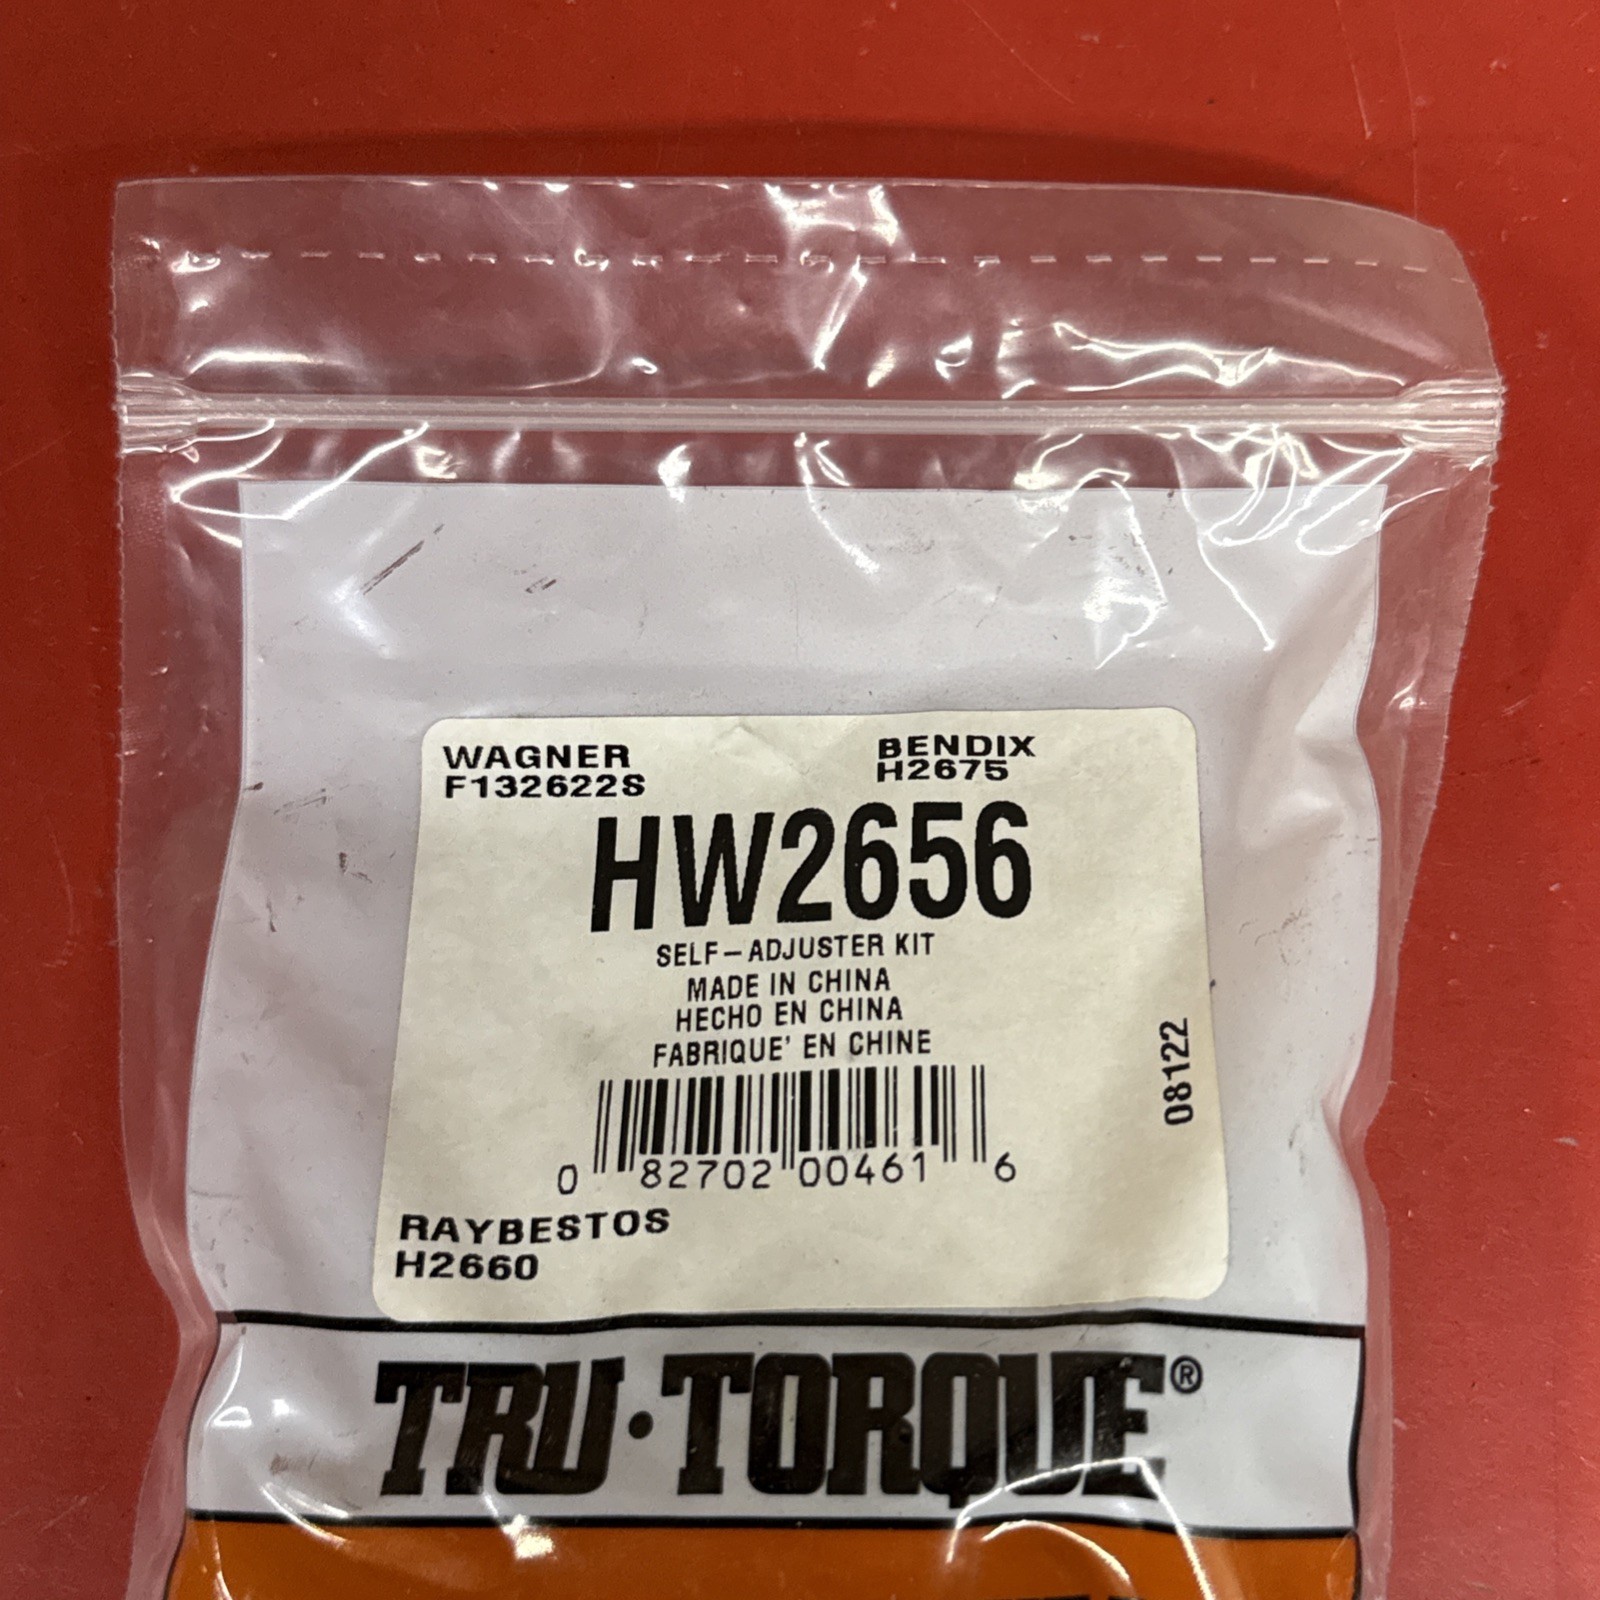 WAGNER
F132622S
BENDIX
H2675
HW2656
SELF-ADJUSTER KIT
MADE IN CHINA
HECHO EN CHINA
FABRIQUE' EN CHINE
08122
0 82702 00461 6
RAYBESTOS
H2660
TRU·TORQUE®